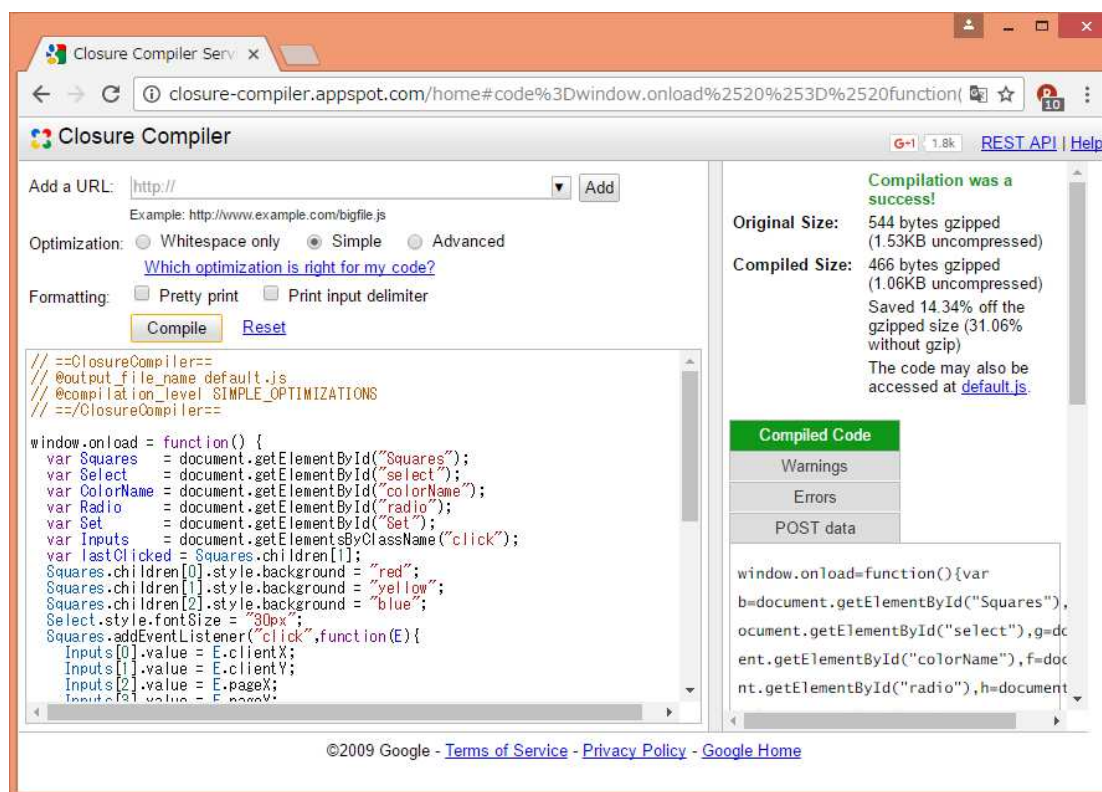 Closure Compiler Serv
closure-compiler.appspot.com/home#code%3Dwindow.onload%2520%253D%2520function(
10
Closure Compiler
G+1 1.8k REST API | Help
Add a URL: http:// Add
Example: http://www.example.com/bigfile.js
Optimization: Whitespace only Simple Advanced
Which optimization is right for my code?
Formatting: Pretty print Print input delimiter
Compile Reset
// ==ClosureCompiler==
// @output_file_name default.js
// @compilation_level SIMPLE_OPTIMIZATIONS
// ==/ClosureCompiler==
window.onload = function() {
var Squares = document.getElementById("Squares");
var Select = document.getElementById("select");
var ColorName = document.getElementById("colorName");
var Radio = document.getElementById("radio");
var Set = document.getElementById("Set");
var Inputs = document.getElementsByClassName("click");
var lastClicked = Squares.children[1];
Squares.children[0].style.background = "red";
Squares.children[1].style.background = "yellow";
Squares.children[2].style.background = "blue";
Select.style.fontSize = "30px";
Squares.addEventListener("click",function(E){
Inputs[0].value = E.clientX;
Inputs[1].value = E.clientY;
Inputs[2].value = E.pageX;
Inputs[3].value = E.pageY;
Compilation was a
success!
Original Size: 544 bytes gzipped
(1.53KB uncompressed)
Compiled Size: 466 bytes gzipped
(1.06KB uncompressed)
Saved 14.34% off the
gzipped size (31.06%
without gzip)
The code may also be
accessed at default.js.
Compiled Code
Warnings
Errors
POST data
window.onload=function(){var
b=document.getElementById("Squares"),
ocument.getElementById("select"),g=dc
ent.getElementById("colorName"),f=doc
nt.getElementById("radio"),h=document
©2009 Google - Terms of Service - Privacy Policy - Google Home